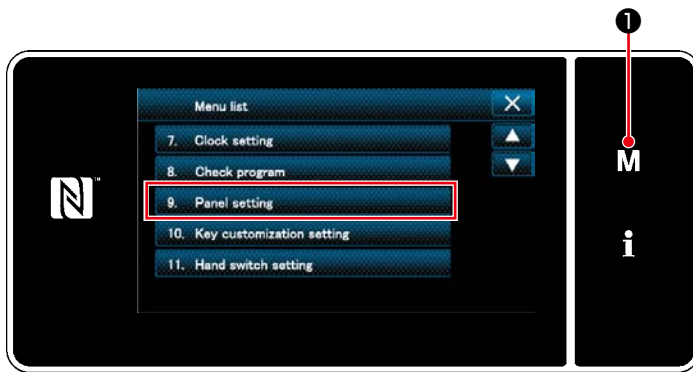 ❶
Menu list
7. Clock setting
M
8. Check program
9. Panel setting
10. Key customization setting
i
11. Hand switch setting